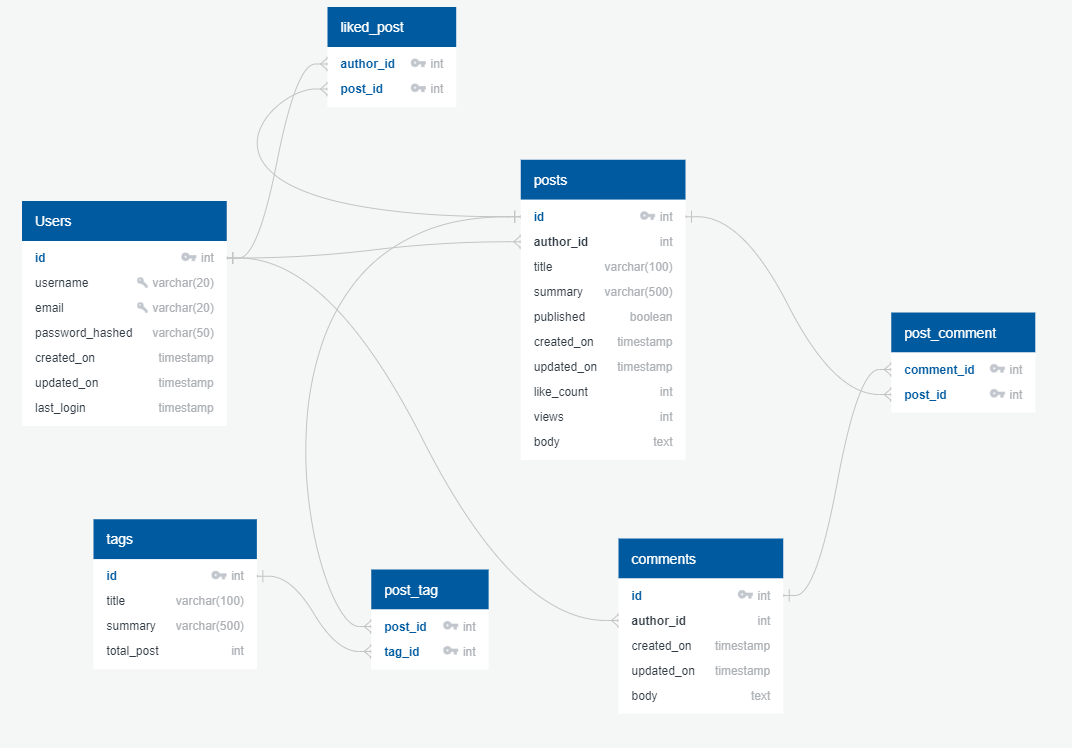 liked_post
author_id int
post_id int
posts
id int
author_id int
title varchar(100)
summary varchar(500)
published boolean
created_on timestamp
updated_on timestamp
like_count int
views int
body text
Users
id int
username varchar(20)
email varchar(20)
password_hashed varchar(50)
created_on timestamp
updated_on timestamp
last_login timestamp
post_comment
comment_id int
post_id int
tags
id int
title varchar(100)
summary varchar(500)
total_post int
post_tag
post_id int
tag_id int
comments
id int
author_id int
created_on timestamp
updated_on timestamp
body text